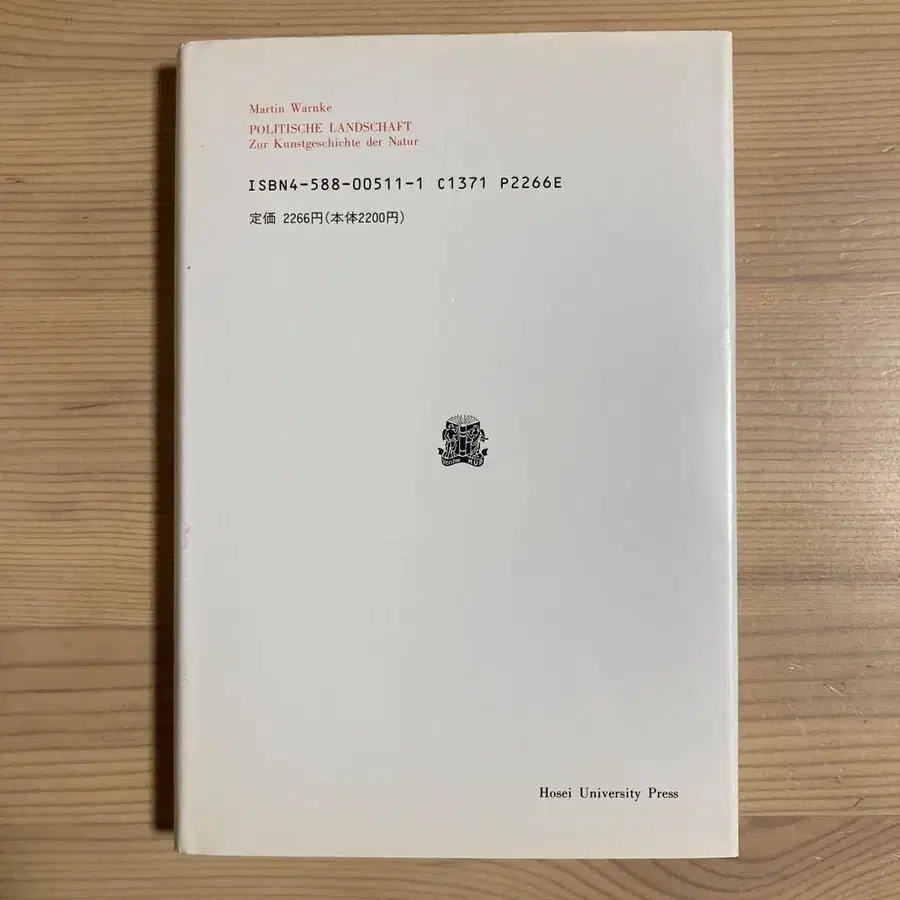 Martin Warnke
POLITISCHE LANDSCHAFT
Zur Kunstgeschichte der Natur
ISBN4-588-00511-1 C1371 P2266E
定価 2266円(本体2200円)
HUP
Hosei University Press